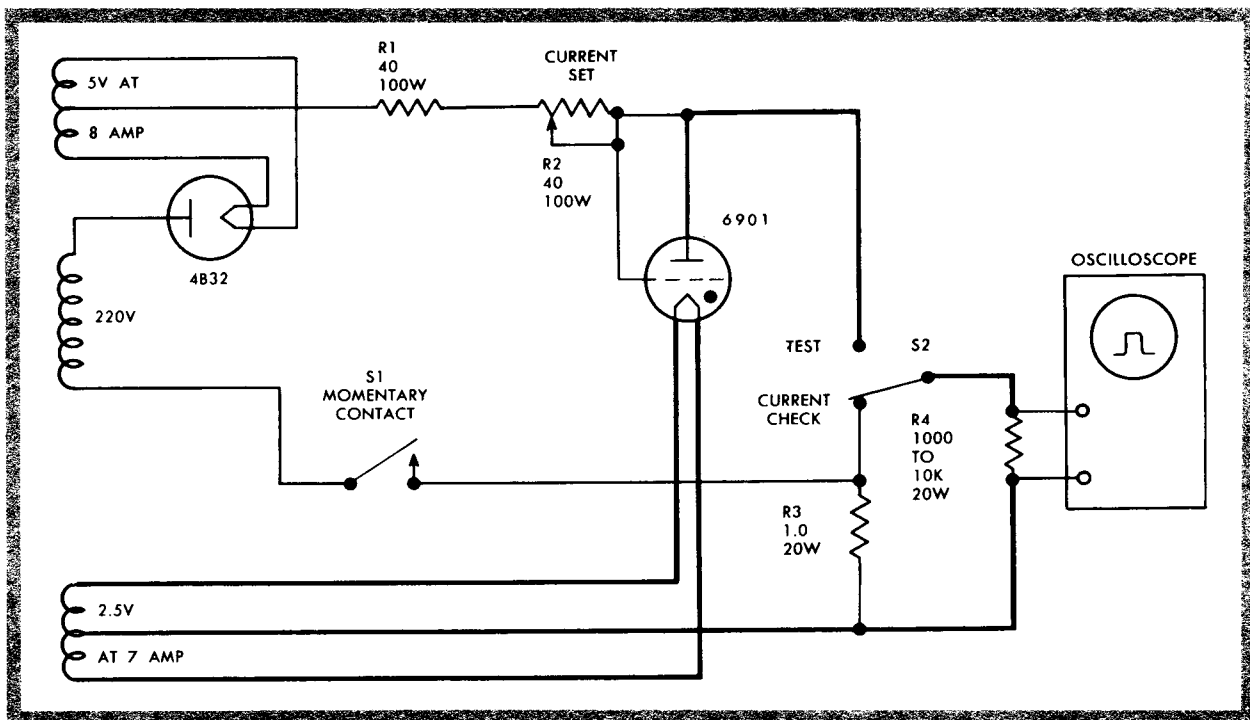 5V AT
8 AMP
R1
40
100W
CURRENT
SET
R2
40
100W
6901
4B32
220V
OSCILLOSCOPE
S1
MOMENTARY
CONTACT
TEST
S2
CURRENT
CHECK
R4
1000
TO
10K
20W
R3
1.0
20W
2.5V
AT 7 AMP